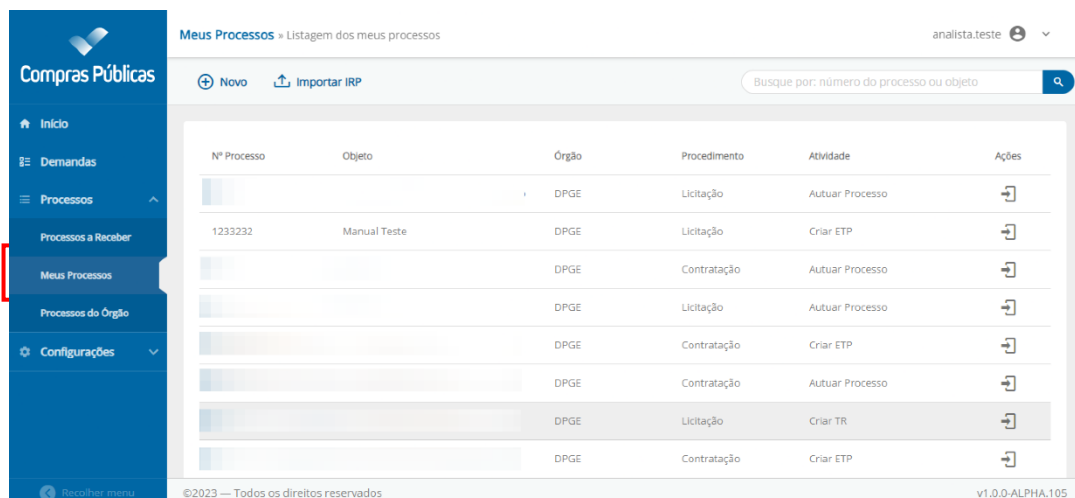 Compras Públicas
Início
Demandas
Processos
Processos a Receber
Meus Processos
Processos do Órgão
Configurações
Recolher menu
Meus Processos » Listagem dos meus processos
analista.teste
Novo Importar IRP
Busque por: número do processo ou objeto
Nº Processo Objeto Órgão Procedimento Atividade Ações
DPGE Licitação Autuar Processo
1233232 Manual Teste DPGE Licitação Criar ETP
DPGE Contratação Autuar Processo
DPGE Licitação Autuar Processo
DPGE Contratação Criar ETP
DPGE Contratação Autuar Processo
DPGE Licitação Criar TR
DPGE Contratação Criar ETP
©2023 — Todos os direitos reservados
v1.0.0-ALPHA.105